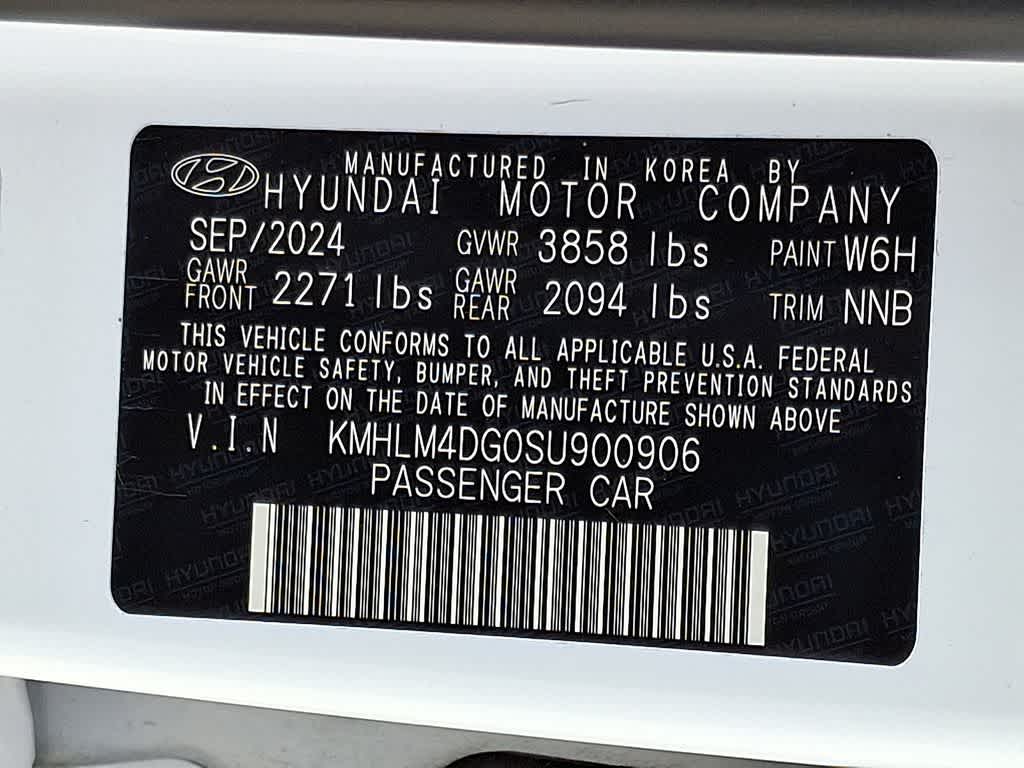 MANUFACTURED IN KOREA BY
HYUNDAI MOTOR COMPANY
SEP/2024 GVWR 3858 lbs PAINT W6H
GAWR FRONT 2271 lbs GAWR REAR 2094 lbs TRIM NNB
THIS VEHICLE CONFORMS TO ALL APPLICABLE U.S.A. FEDERAL
MOTOR VEHICLE SAFETY, BUMPER, AND THEFT PREVENTION STANDARDS
IN EFFECT ON THE DATE OF MANUFACTURE SHOWN ABOVE
V.I.N KMHLM4DG0SU900906
PASSENGER CAR